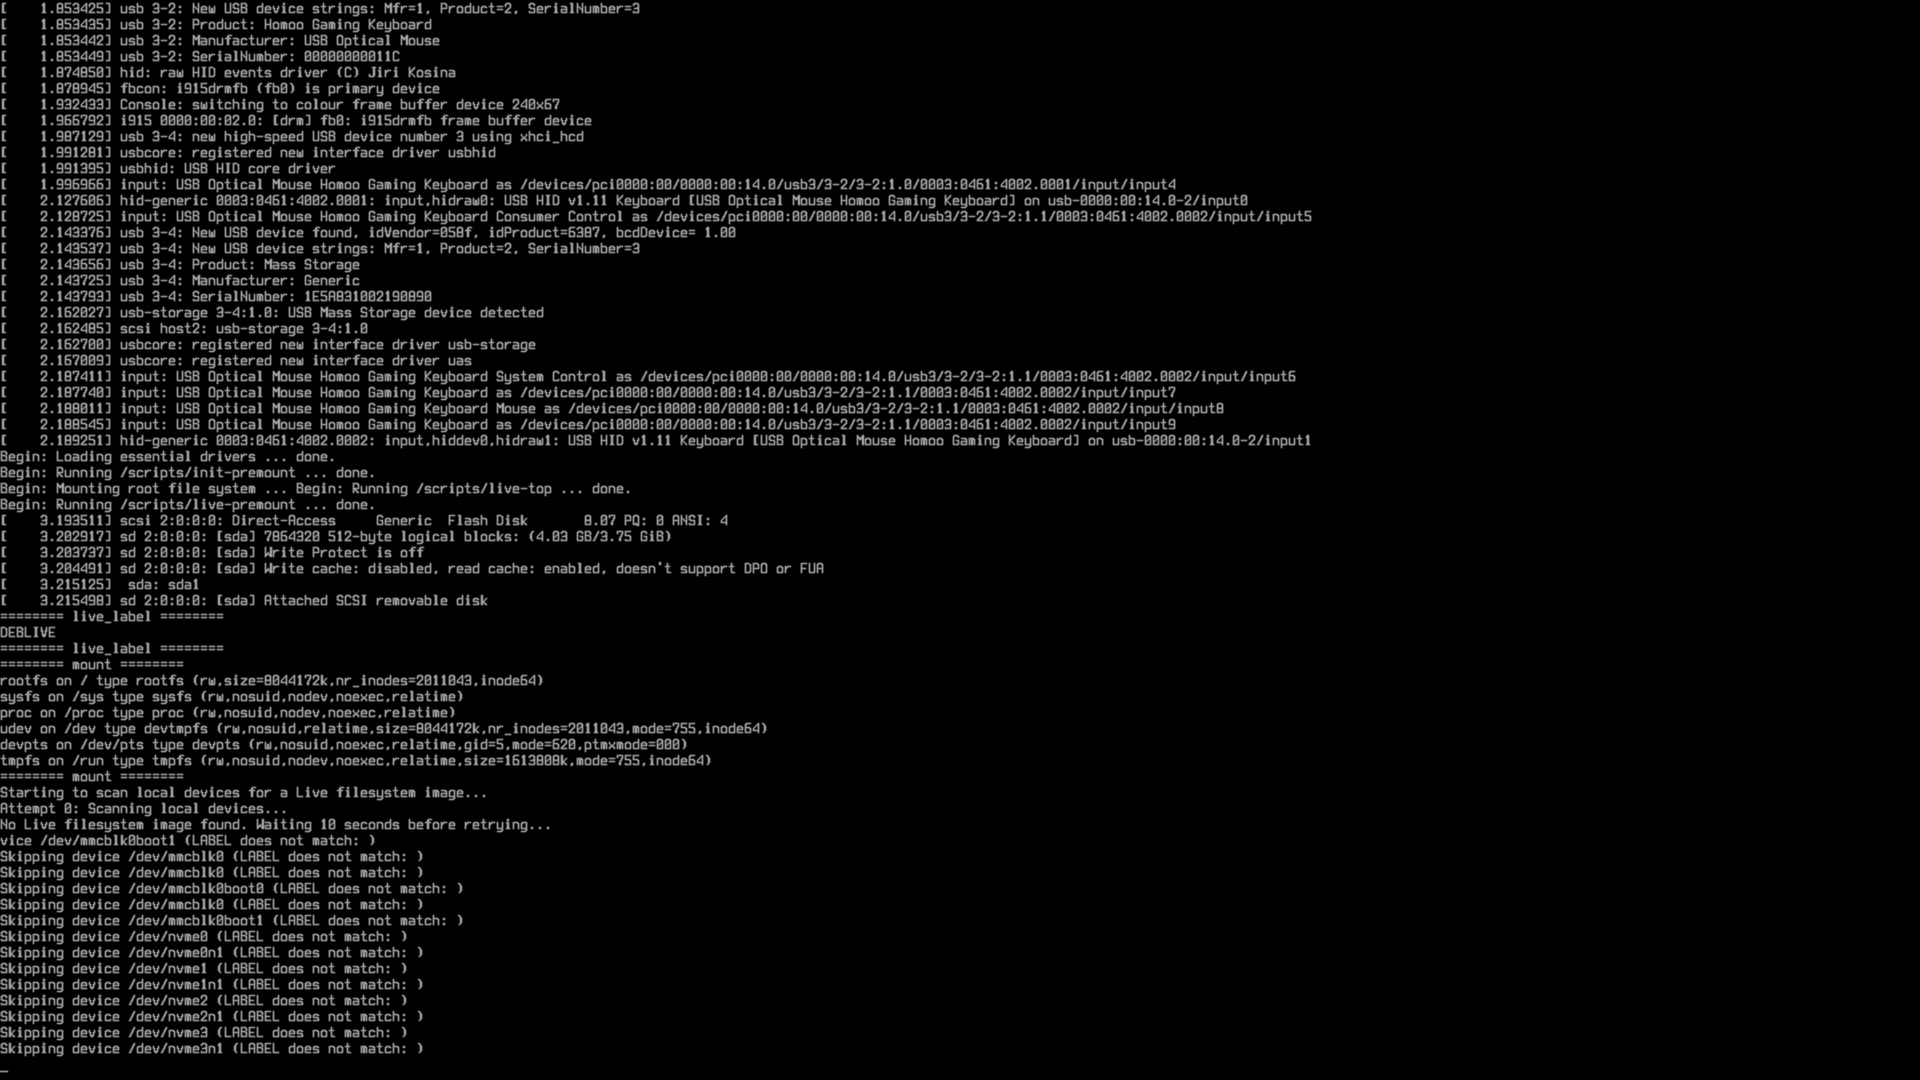 [    1.853425] usb 3-2: New USB device strings: Mfr=1, Product=2, SerialNumber=3
[    1.853435] usb 3-2: Product: Homoo Gaming Keyboard
[    1.853442] usb 3-2: Manufacturer: USB Optical Mouse
[    1.853449] usb 3-2: SerialNumber: 00000000011C
[    1.874850] hid: raw HID events driver (C) Jiri Kosina
[    1.878945] fbcon: i915drmfb (fb0) is primary device
[    1.932433] Console: switching to colour frame buffer device 240x67
[    1.966792] i915 0000:00:02.0: [drm] fb0: i915drmfb frame buffer device
[    1.987129] usb 3-4: new high-speed USB device number 3 using xhci_hcd
[    1.991281] usbcore: registered new interface driver usbhid
[    1.991395] usbhid: USB HID core driver
[    1.996966] input: USB Optical Mouse Homoo Gaming Keyboard as /devices/pci0000:00/0000:00:14.0/usb3/3-2/3-2:1.0/0003:0461:4002.0001/input/input4
[    2.127606] hid-generic 0003:0461:4002.0001: input,hidraw0: USB HID v1.11 Keyboard [USB Optical Mouse Homoo Gaming Keyboard] on usb-0000:00:14.0-2/input0
[    2.128725] input: USB Optical Mouse Homoo Gaming Keyboard Consumer Control as /devices/pci0000:00/0000:00:14.0/usb3/3-2/3-2:1.1/0003:0461:4002.0002/input/input5
[    2.143376] usb 3-4: New USB device found, idVendor=058f, idProduct=6387, bcdDevice= 1.00
[    2.143537] usb 3-4: New USB device strings: Mfr=1, Product=2, SerialNumber=3
[    2.143656] usb 3-4: Product: Mass Storage
[    2.143725] usb 3-4: Manufacturer: Generic
[    2.143793] usb 3-4: SerialNumber: 1E5A831002190890
[    2.162027] usb-storage 3-4:1.0: USB Mass Storage device detected
[    2.162485] scsi host2: usb-storage 3-4:1.0
[    2.162700] usbcore: registered new interface driver usb-storage
[    2.167009] usbcore: registered new interface driver uas
[    2.187411] input: USB Optical Mouse Homoo Gaming Keyboard System Control as /devices/pci0000:00/0000:00:14.0/usb3/3-2/3-2:1.1/0003:0461:4002.0002/input/input6
[    2.187740] input: USB Optical Mouse Homoo Gaming Keyboard as /devices/pci0000:00/0000:00:14.0/usb3/3-2/3-2:1.1/0003:0461:4002.0002/input/input7
[    2.188011] input: USB Optical Mouse Homoo Gaming Keyboard Mouse as /devices/pci0000:00/0000:00:14.0/usb3/3-2/3-2:1.1/0003:0461:4002.0002/input/input8
[    2.188545] input: USB Optical Mouse Homoo Gaming Keyboard as /devices/pci0000:00/0000:00:14.0/usb3/3-2/3-2:1.1/0003:0461:4002.0002/input/input9
[    2.189251] hid-generic 0003:0461:4002.0002: input,hiddev0,hidraw1: USB HID v1.11 Keyboard [USB Optical Mouse Homoo Gaming Keyboard] on usb-0000:00:14.0-2/input1
Begin: Loading essential drivers ... done.
Begin: Running /scripts/init-premount ... done.
Begin: Mounting root file system ... Begin: Running /scripts/live-top ... done.
Begin: Running /scripts/live-premount ... done.
[    3.193511] scsi 2:0:0:0: Direct-Access     Generic  Flash Disk       8.07 PQ: 0 ANSI: 4
[    3.202917] sd 2:0:0:0: [sda] 7864320 512-byte logical blocks: (4.03 GB/3.75 GiB)
[    3.203737] sd 2:0:0:0: [sda] Write Protect is off
[    3.204491] sd 2:0:0:0: [sda] Write cache: disabled, read cache: enabled, doesn't support DPO or FUA
[    3.215125]  sda: sda1
[    3.215498] sd 2:0:0:0: [sda] Attached SCSI removable disk
======== live_label ========
DEBLIVE
======== live_label ========
======== mount ========
rootfs on / type rootfs (rw,size=8044172k,nr_inodes=2011043,inode64)
sysfs on /sys type sysfs (rw,nosuid,nodev,noexec,relatime)
proc on /proc type proc (rw,nosuid,nodev,noexec,relatime)
udev on /dev type devtmpfs (rw,nosuid,relatime,size=8044172k,nr_inodes=2011043,mode=755,inode64)
devpts on /dev/pts type devpts (rw,nosuid,noexec,relatime,gid=5,mode=620,ptmxmode=000)
tmpfs on /run type tmpfs (rw,nosuid,nodev,noexec,relatime,size=1613808k,mode=755,inode64)
======== mount ========
Starting to scan local devices for a Live filesystem image...
Attempt 0: Scanning local devices...
No Live filesystem image found. Waiting 10 seconds before retrying...
vice /dev/mmcblk0boot1 (LABEL does not match: )
Skipping device /dev/mmcblk0 (LABEL does not match: )
Skipping device /dev/mmcblk0 (LABEL does not match: )
Skipping device /dev/mmcblk0boot0 (LABEL does not match: )
Skipping device /dev/mmcblk0 (LABEL does not match: )
Skipping device /dev/mmcblk0boot1 (LABEL does not match: )
Skipping device /dev/nvme0 (LABEL does not match: )
Skipping device /dev/nvme0n1 (LABEL does not match: )
Skipping device /dev/nvme1 (LABEL does not match: )
Skipping device /dev/nvme1n1 (LABEL does not match: )
Skipping device /dev/nvme2 (LABEL does not match: )
Skipping device /dev/nvme2n1 (LABEL does not match: )
Skipping device /dev/nvme3 (LABEL does not match: )
Skipping device /dev/nvme3n1 (LABEL does not match: )
_